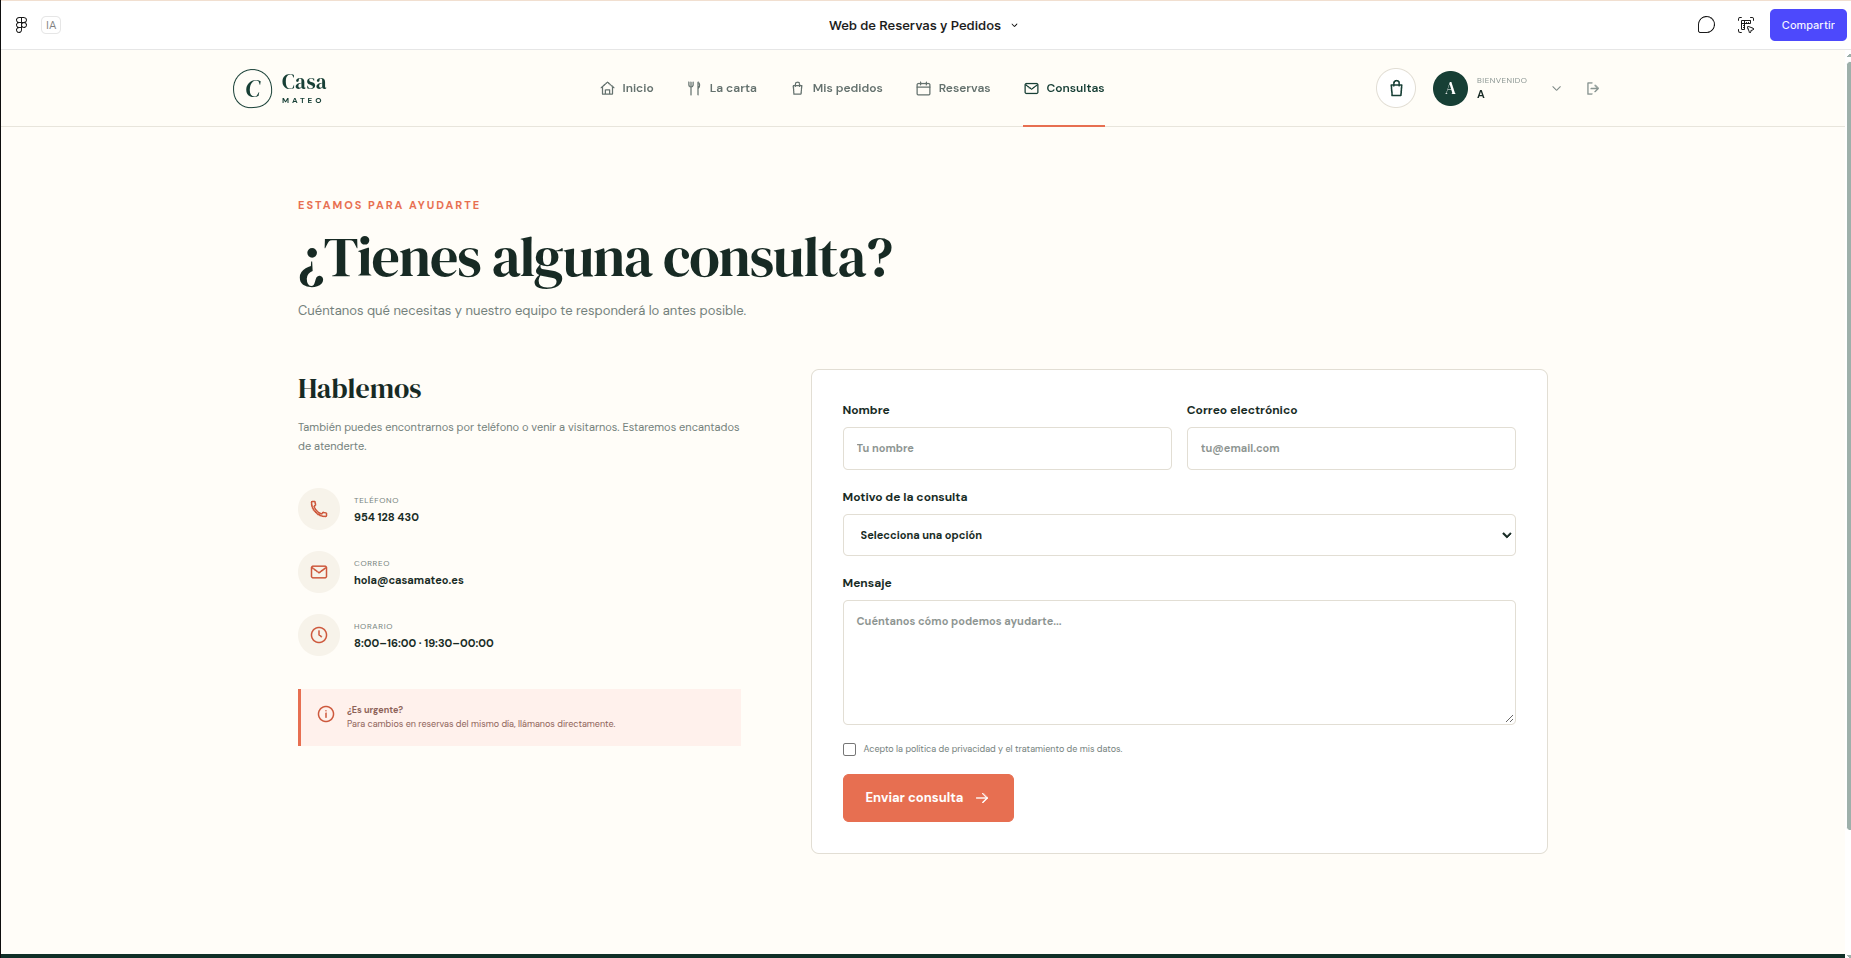 IA
Web de Reservas y Pedidos
Compartir
C
Casa
MATEO
Inicio
La carta
Mis pedidos
Reservas
Consultas
A
BIENVENIDO
A
ESTAMOS PARA AYUDARTE
¿Tienes alguna consulta?
Cuéntanos qué necesitas y nuestro equipo te responderá lo antes posible.
Hablemos
También puedes encontrarnos por teléfono o venir a visitarnos. Estaremos encantados
de atenderte.
TELÉFONO
954 128 430
CORREO
hola@casamateo.es
HORARIO
8:00–16:00 · 19:30–00:00
¿Es urgente?
Para cambios en reservas del mismo día, llámanos directamente.
Nombre
Tu nombre
Correo electrónico
tu@email.com
Motivo de la consulta
Selecciona una opción
Mensaje
Cuéntanos cómo podemos ayudarte...
Acepto la política de privacidad y el tratamiento de mis datos.
Enviar consulta